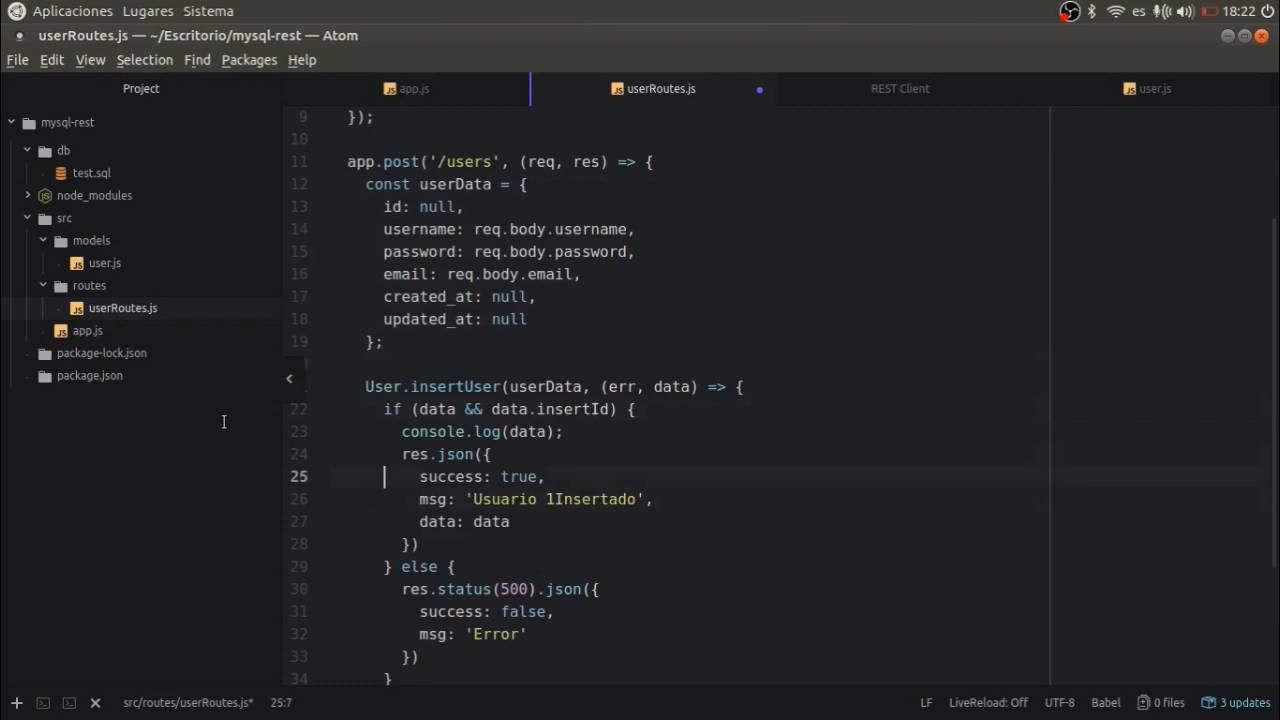 Aplicaciones Lugares Sistema es 18:22
userRoutes.js — ~/Escritorio/mysql-rest — Atom
File Edit View Selection Find Packages Help
Project app.js userRoutes.js REST Client user.js
mysql-rest
db
test.sql
node_modules
src
models
user.js
routes
userRoutes.js
app.js
package-lock.json
package.json
9 });
10
11 app.post('/users', (req, res) => {
12 const userData = {
13 id: null,
14 username: req.body.username,
15 password: req.body.password,
16 email: req.body.email,
17 created_at: null,
18 updated_at: null
19 };
User.insertUser(userData, (err, data) => {
22 if (data && data.insertId) {
23 console.log(data);
24 res.json({
25 success: true,
26 msg: 'Usuario 1Insertado',
27 data: data
28 })
29 } else {
30 res.status(500).json({
31 success: false,
32 msg: 'Error'
33 })
34 }
src/routes/userRoutes.js* 25:7 LF LiveReload: Off UTF-8 Babel 0 files 3 updates